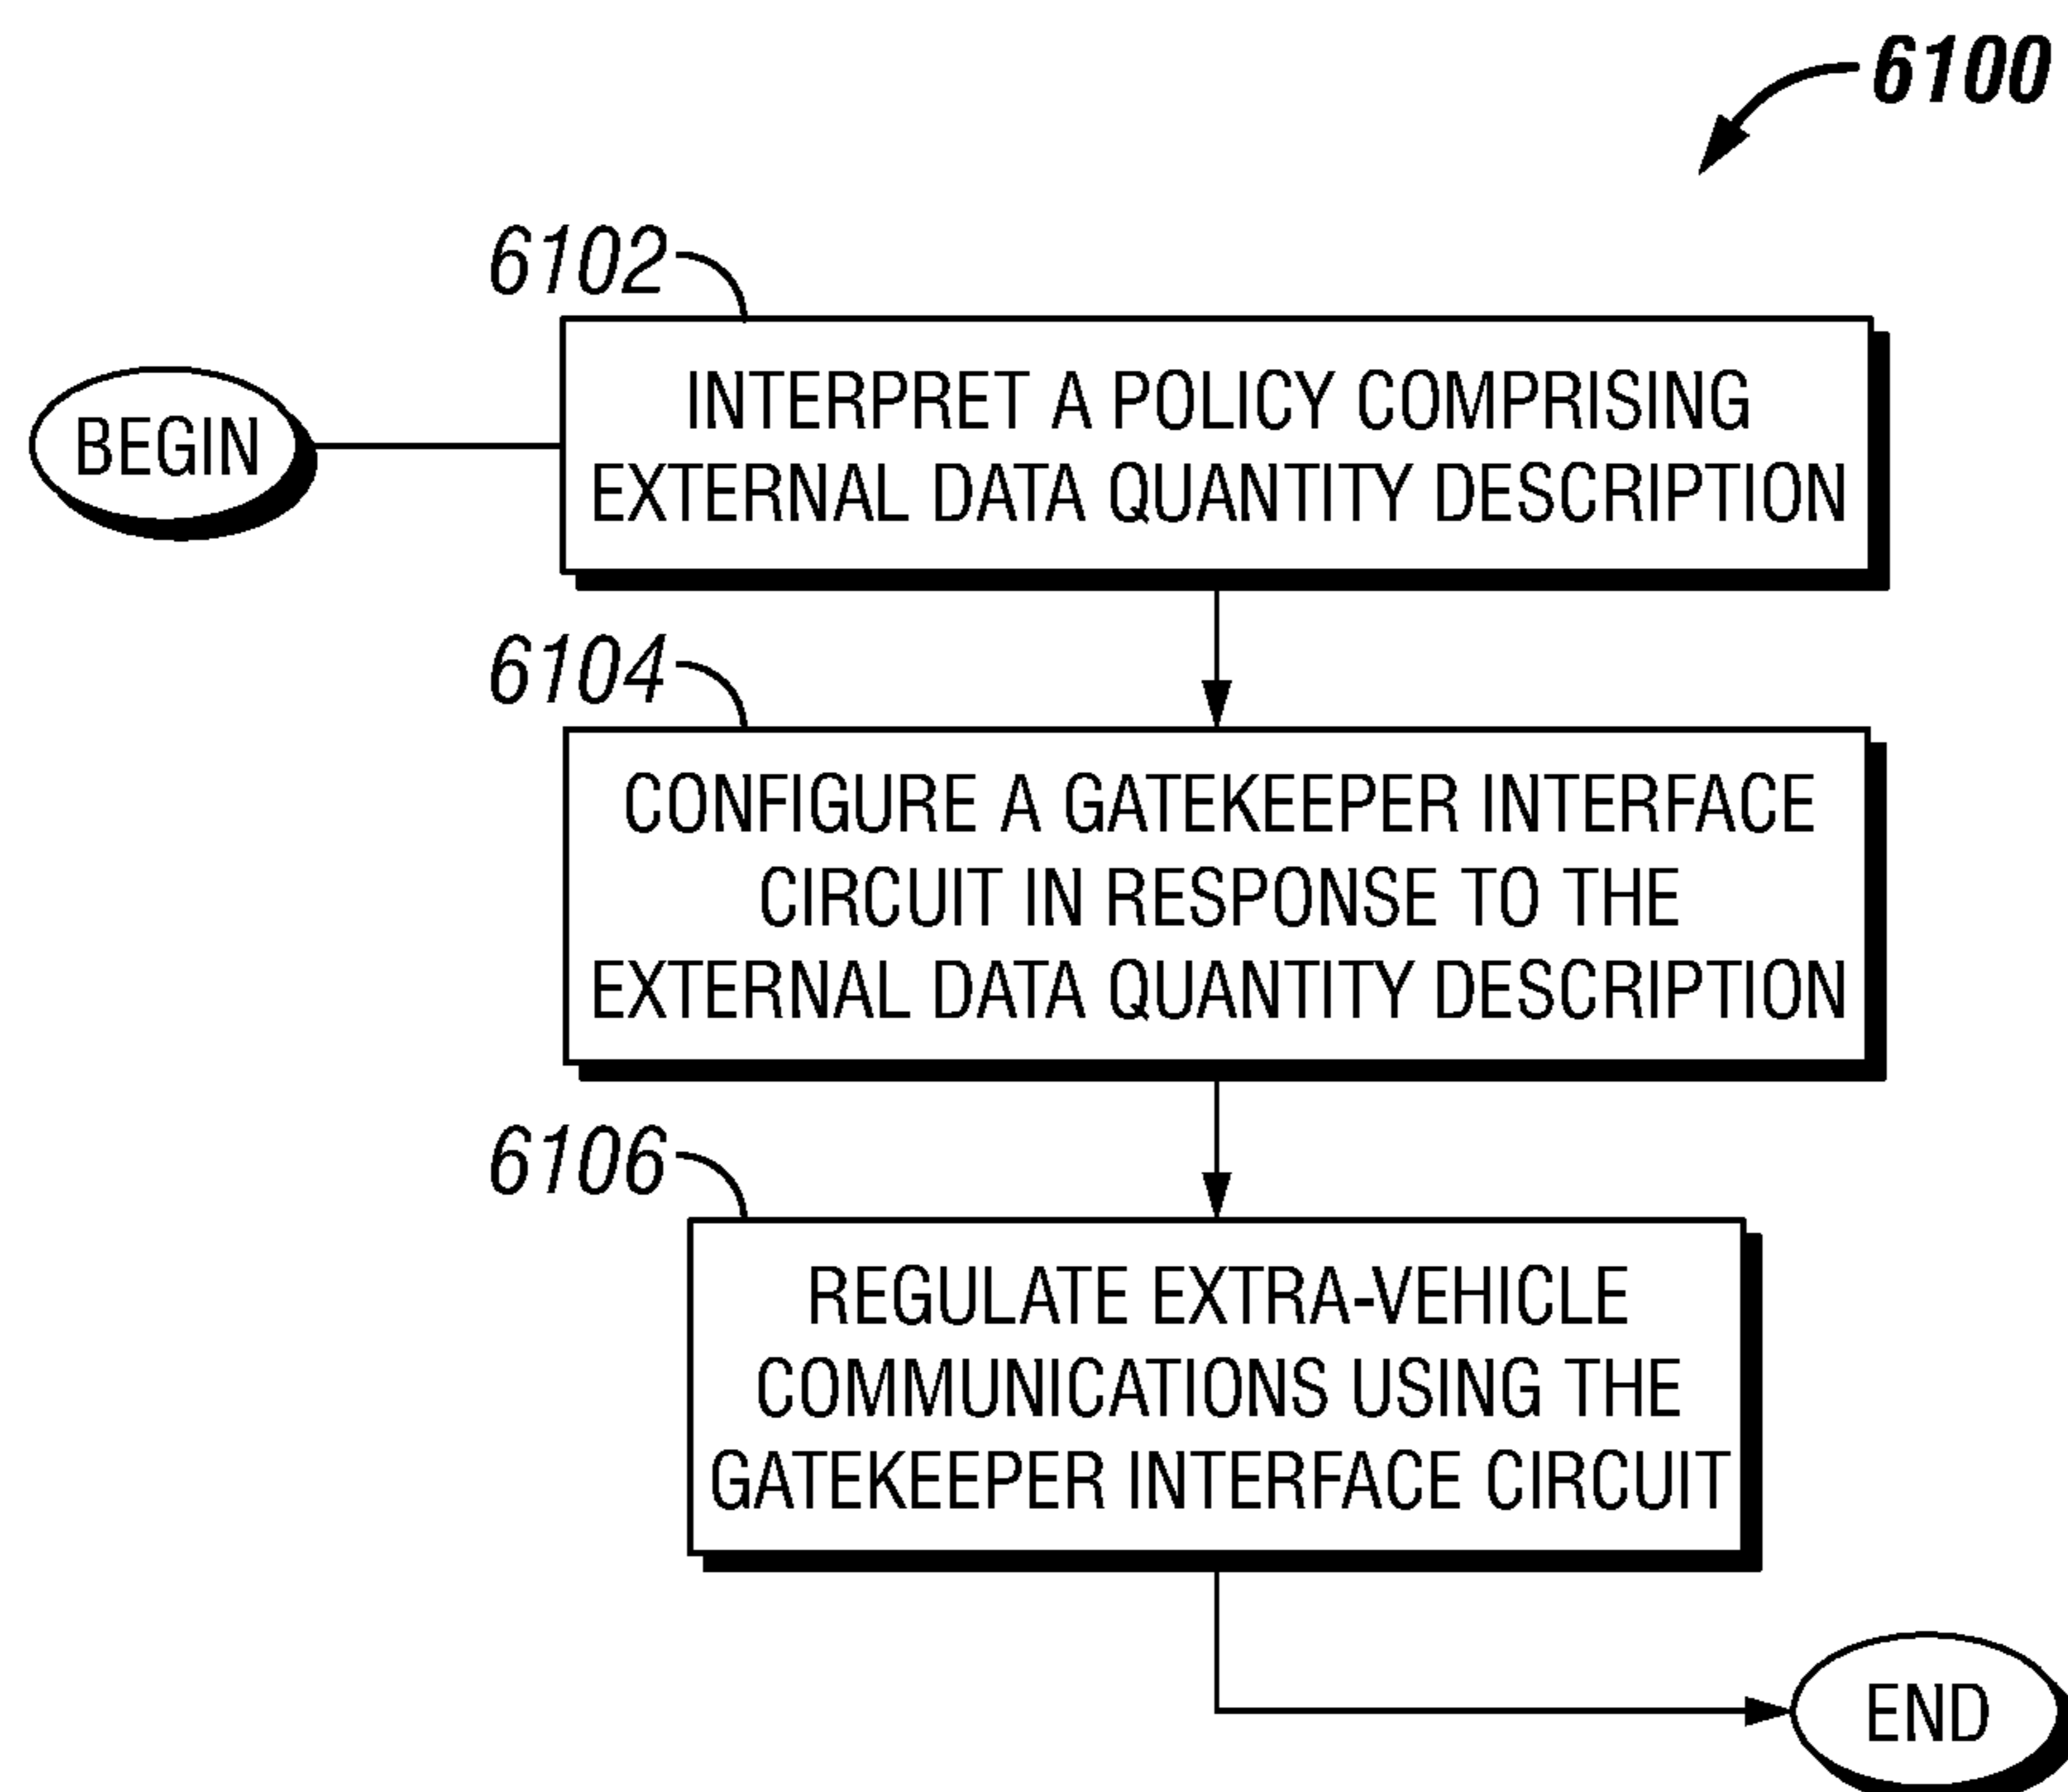 6100
6102
BEGIN
INTERPRET A POLICY COMPRISING
EXTERNAL DATA QUANTITY DESCRIPTION
6104
CONFIGURE A GATEKEEPER INTERFACE
CIRCUIT IN RESPONSE TO THE
EXTERNAL DATA QUANTITY DESCRIPTION
6106
REGULATE EXTRA-VEHICLE
COMMUNICATIONS USING THE
GATEKEEPER INTERFACE CIRCUIT
END